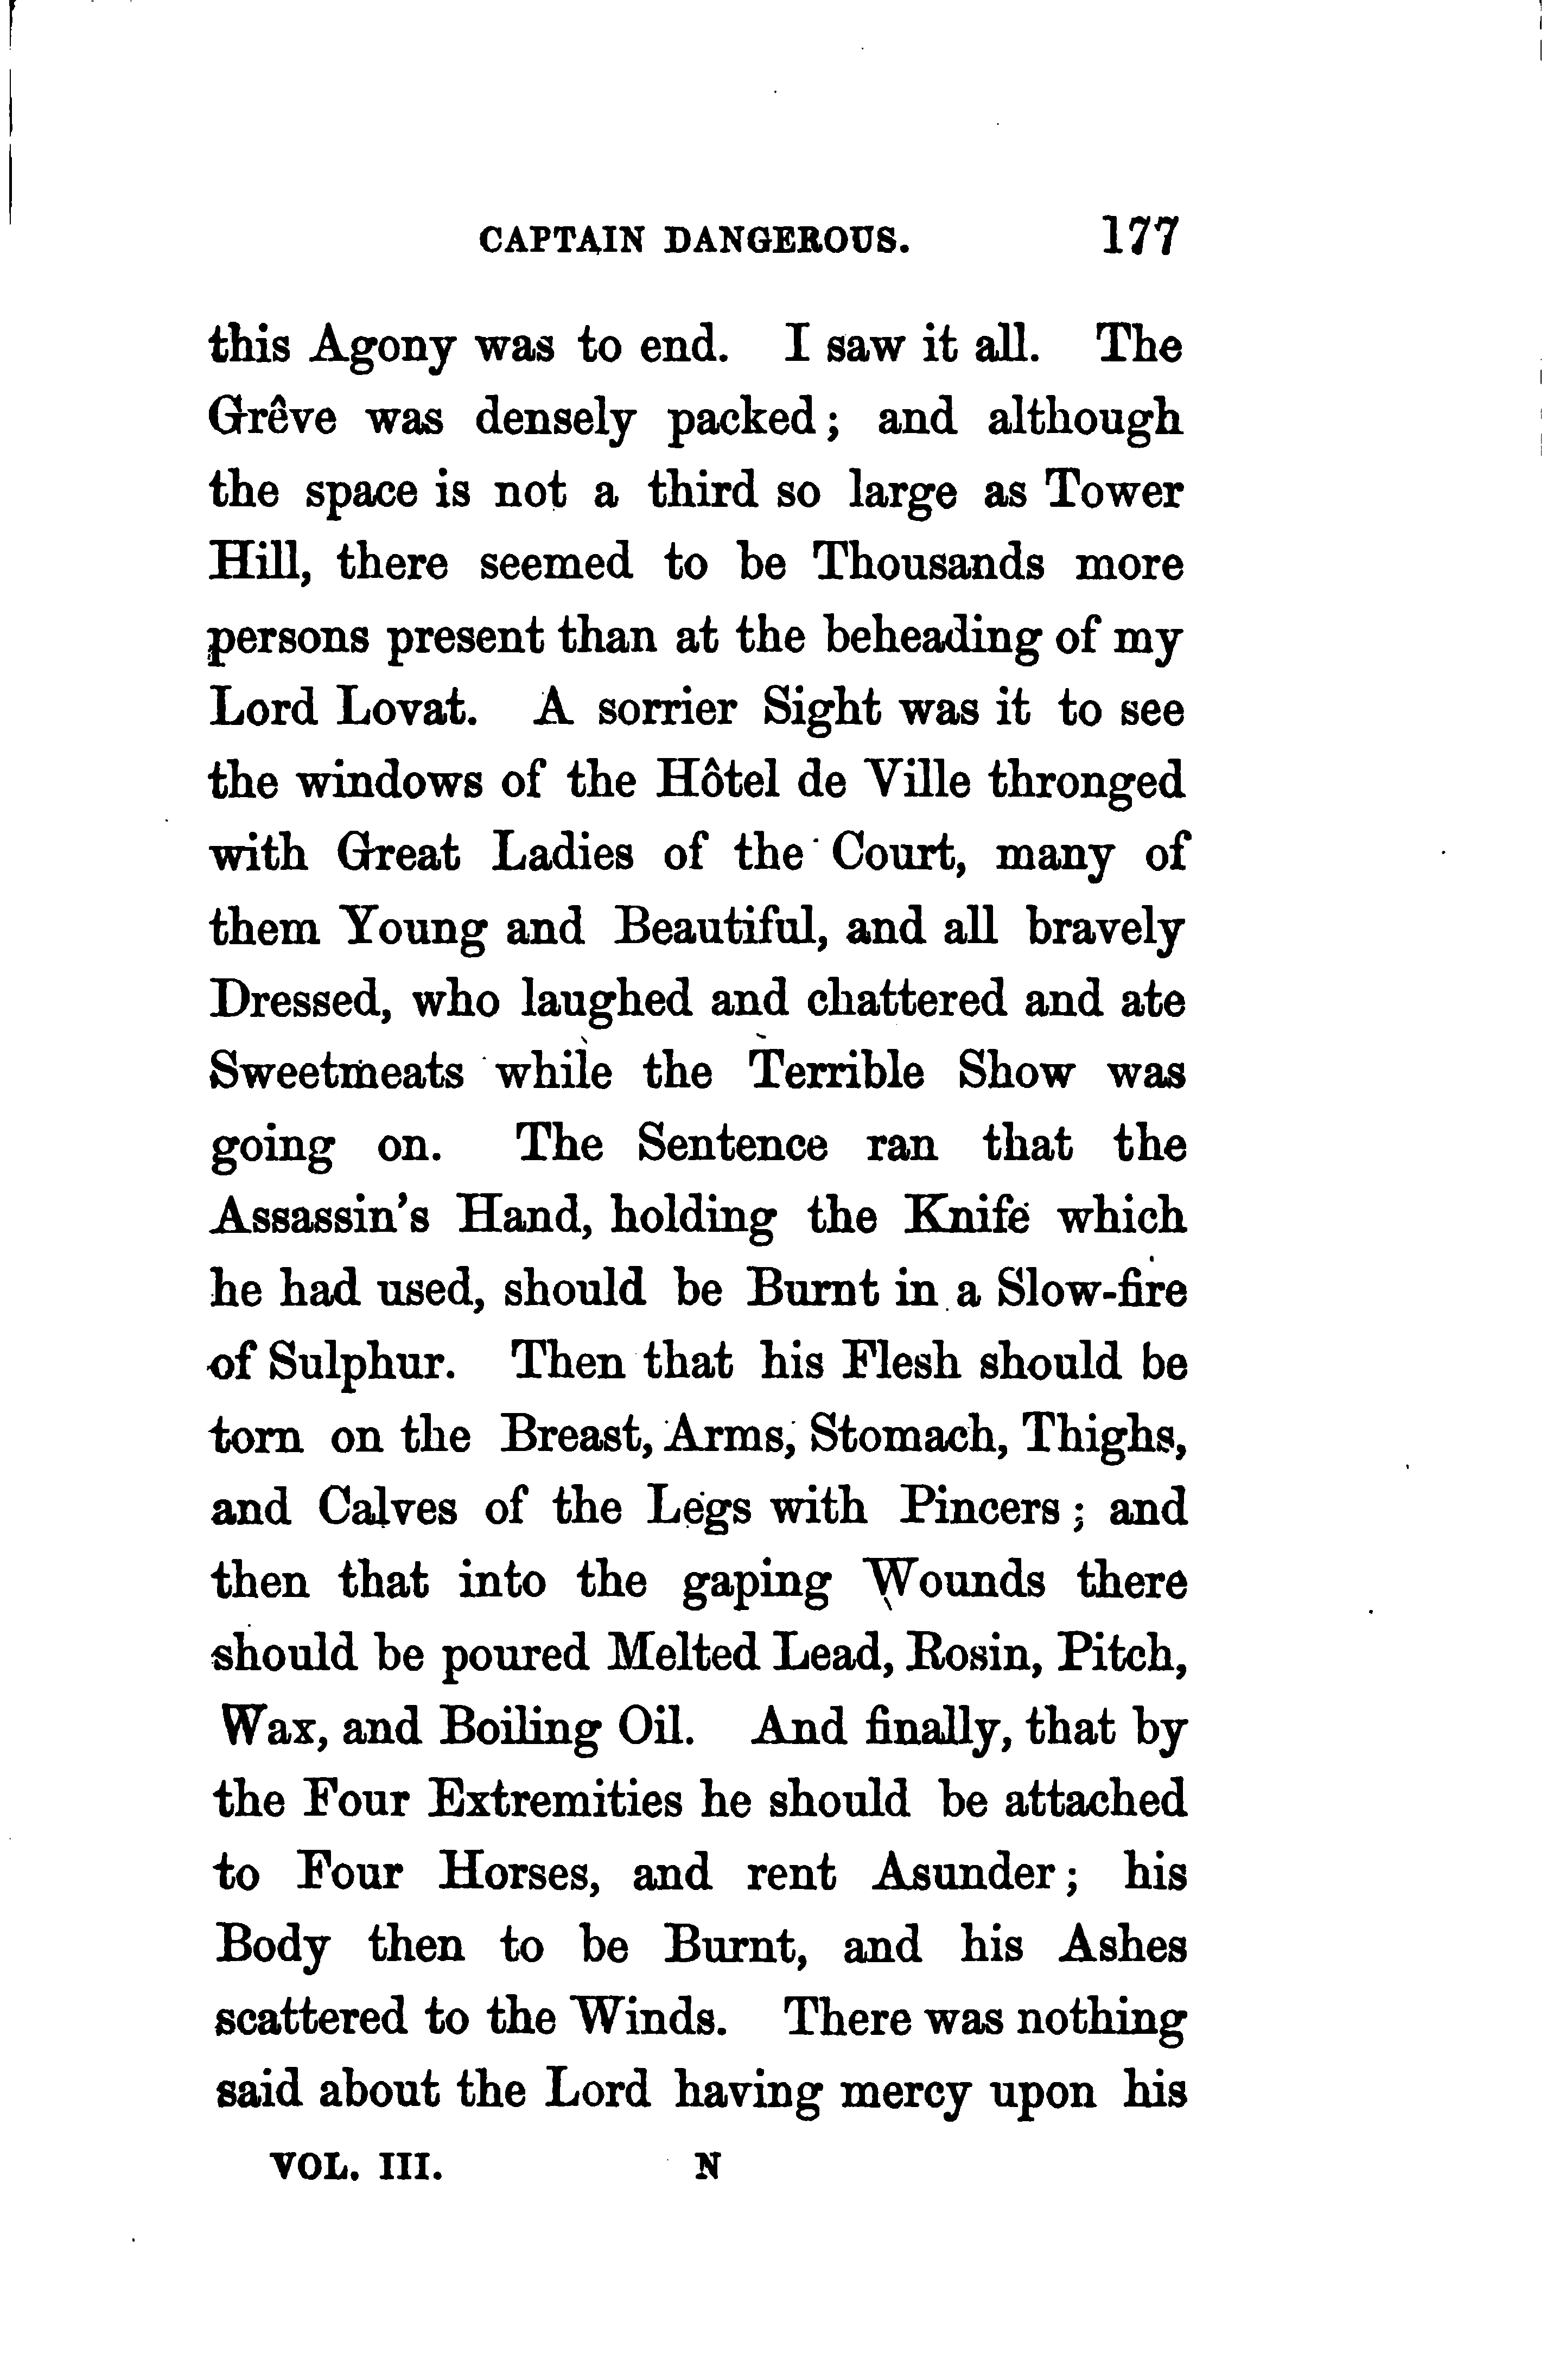 CAPTAIN DANGEROUS. 177
this Agony was to end. I saw it all. The
Grêve was densely packed; and although
the space is not a third so large as Tower
Hill, there seemed to be Thousands more
persons present than at the beheading of my
Lord Lovat. A sorrier Sight was it to see
the windows of the Hôtel de Ville thronged
with Great Ladies of the Court, many of
them Young and Beautiful, and all bravely
Dressed, who laughed and chattered and ate
Sweetmeats while the Terrible Show was
going on. The Sentence ran that the
Assassin's Hand, holding the Knife which
he had used, should be Burnt in a Slow-fire
of Sulphur. Then that his Flesh should be
torn on the Breast, Arms, Stomach, Thighs,
and Calves of the Legs with Pincers; and
then that into the gaping Wounds there
should be poured Melted Lead, Rosin, Pitch,
Wax, and Boiling Oil. And finally, that by
the Four Extremities he should be attached
to Four Horses, and rent Asunder; his
Body then to be Burnt, and his Ashes
scattered to the Winds. There was nothing
said about the Lord having mercy upon his
VOL. III. N